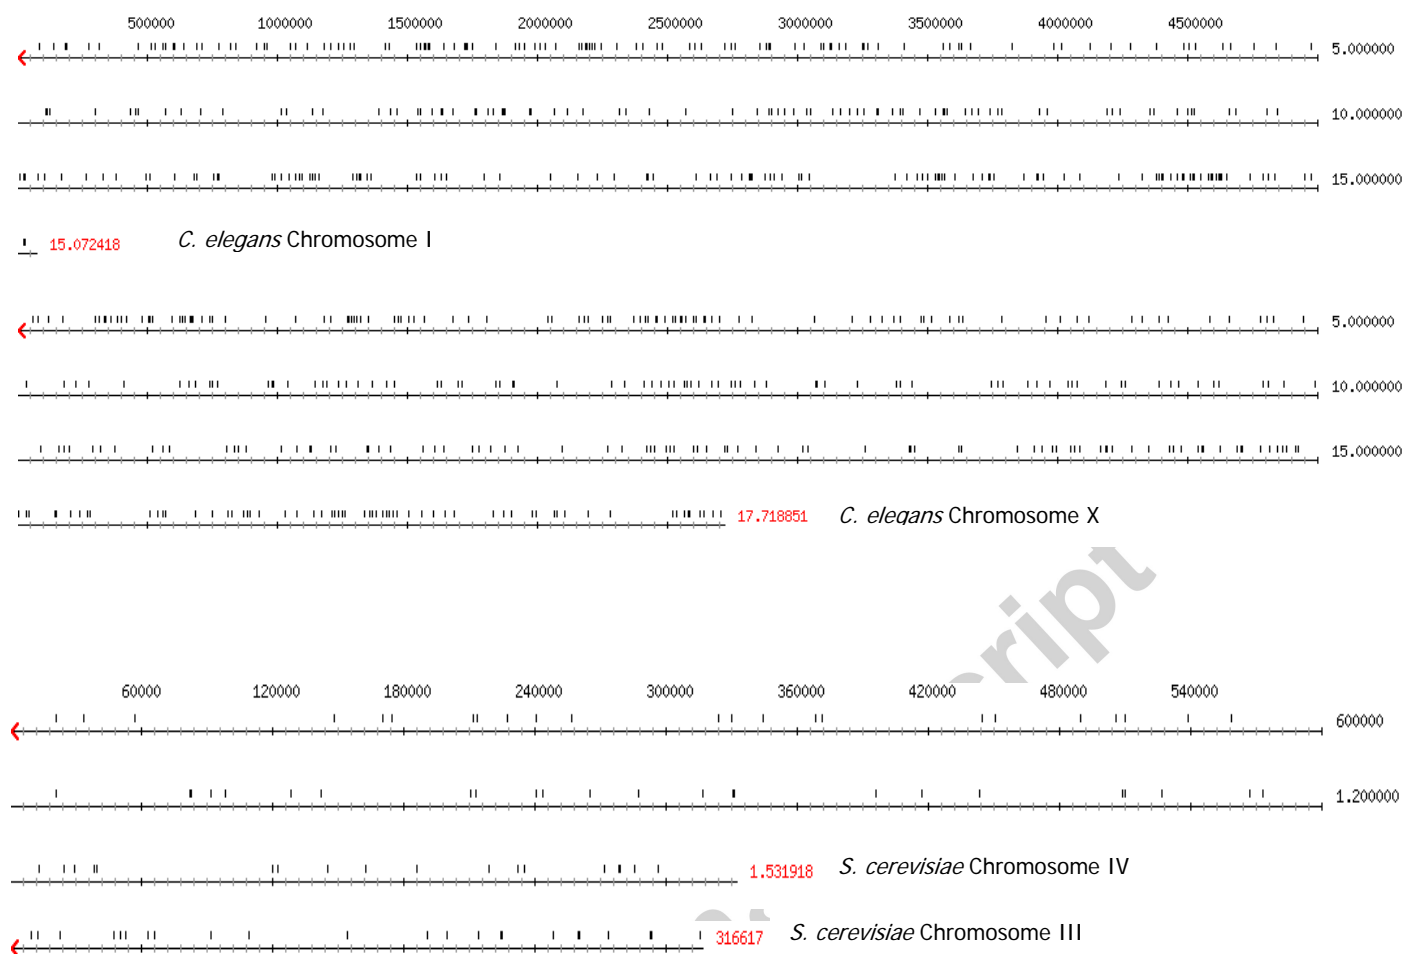 500000 1000000 1500000 2000000 2500000 3000000 3500000 4000000 4500000
5.000000
10.000000
15.000000
15.072418 C. elegans Chromosome I
5.000000
10.000000
15.000000
17.718851 C. elegans Chromosome X
cript
60000 120000 180000 240000 300000 360000 420000 480000 540000
600000
1.200000
1.531918 S. cerevisiae Chromosome IV
316617 S. cerevisiae Chromosome III